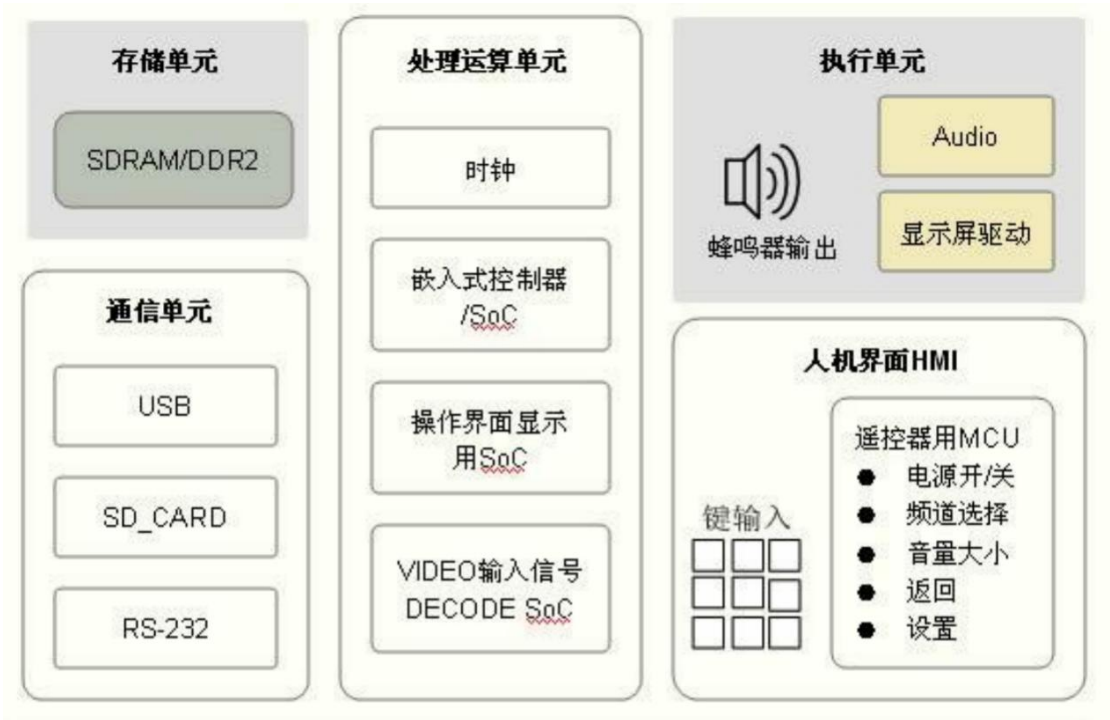 存储单元
SDRAM/DDR2
通信单元
USB
SD_CARD
RS-232
处理运算单元
时钟
嵌入式控制器
/SoC
操作界面显示
用SoC
VIDEO输入信号
DECODE SoC
执行单元
蜂鸣器输出
Audio
显示屏驱动
人机界面HMI
键输入
遥控器用MCU
● 电源开/关
● 频道选择
● 音量大小
● 返回
● 设置